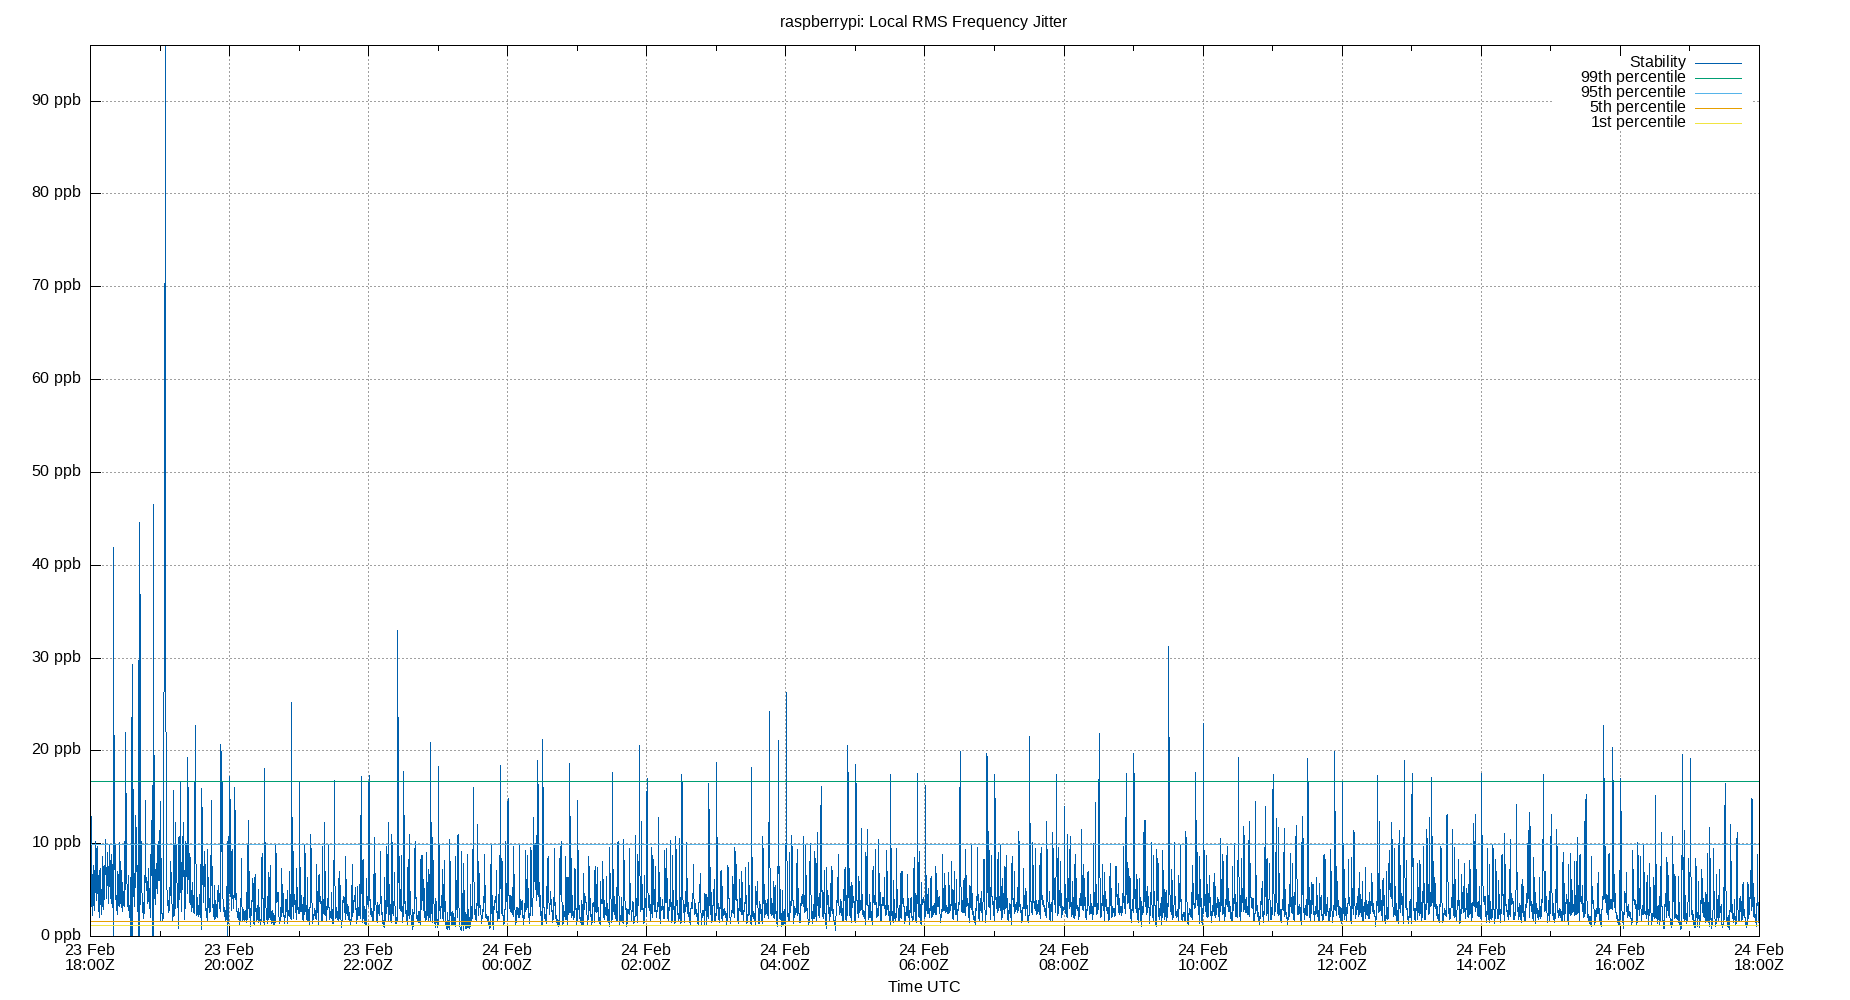 raspberrypi: Local RMS Frequency Jitter
Stability
99th percentile
95th percentile
5th percentile
1st percentile
90 ppb
80 ppb
70 ppb
60 ppb
50 ppb
40 ppb
30 ppb
20 ppb
10 ppb
0 ppb
23 Feb 23 Feb 23 Feb 24 Feb 24 Feb 24 Feb 24 Feb 24 Feb 24 Feb 24 Feb 24 Feb 24 Feb 24 Feb
18:00Z 20:00Z 22:00Z 00:00Z 02:00Z 04:00Z 06:00Z 08:00Z 10:00Z 12:00Z 14:00Z 16:00Z 18:00Z
Time UTC